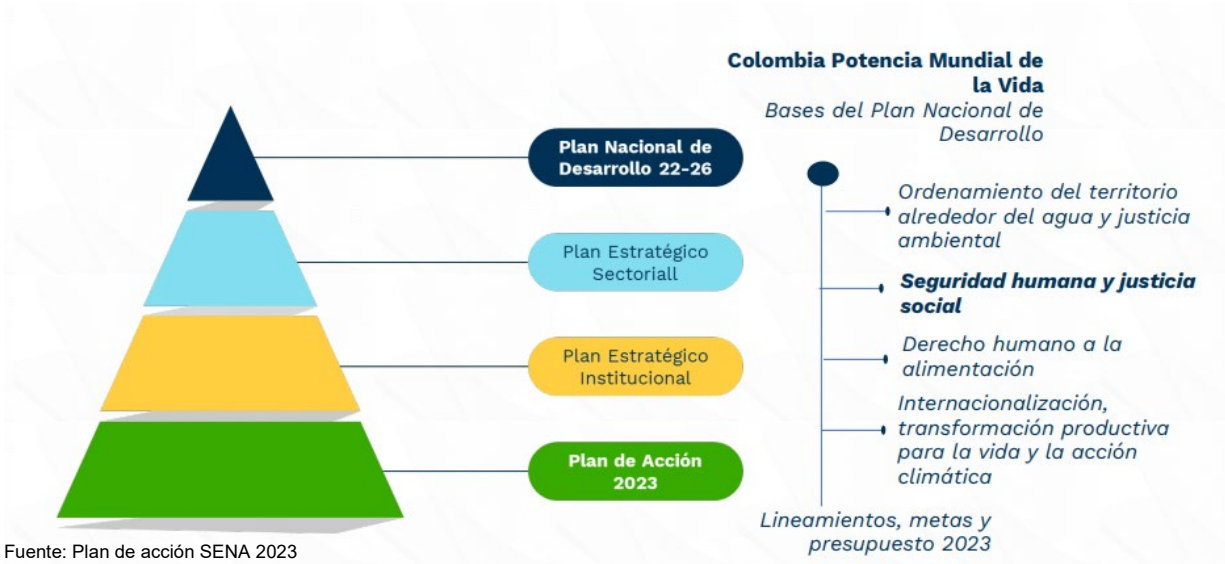 Plan Nacional de
Desarrollo 22-26
Plan Estratégico
Sectoriall
Plan Estratégico
Institucional
Plan de Acción
2023
Colombia Potencia Mundial de
la Vida
Bases del Plan Nacional de
Desarrollo
Ordenamiento del territorio
alrededor del agua y justicia
ambiental
Seguridad humana y justicia
social
Derecho humano a la
alimentación
Internacionalización,
transformación productiva
para la vida y la acción
climática
Lineamientos, metas y
presupuesto 2023
Fuente: Plan de acción SENA 2023